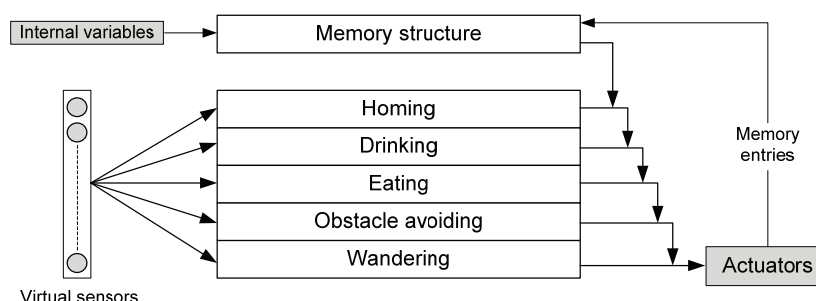 Internal variables
Memory structure
Homing
Drinking
Eating
Obstacle avoiding
Wandering
Memory
entries
Actuators
Virtual sensors